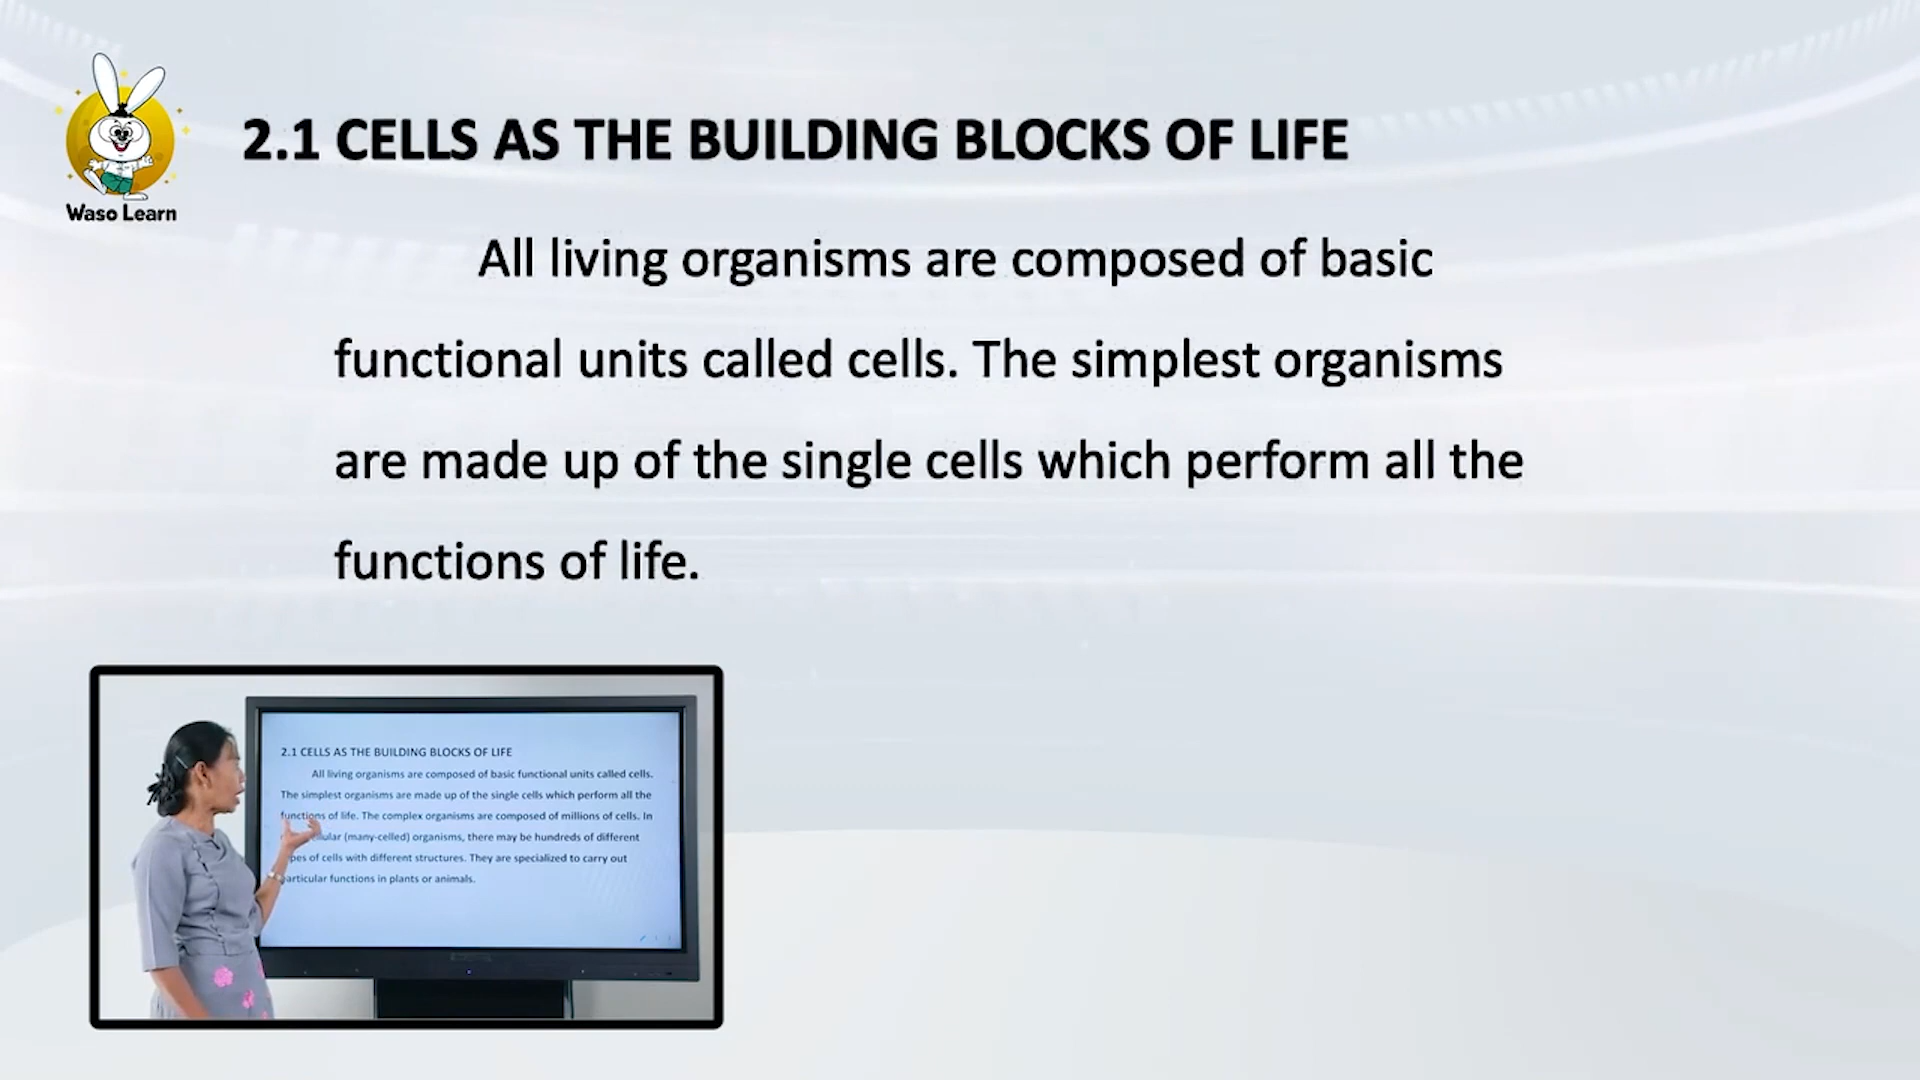 Waso Learn
2.1 CELLS AS THE BUILDING BLOCKS OF LIFE
All living organisms are composed of basic
functional units called cells. The simplest organisms
are made up of the single cells which perform all the
functions of life.
2.1 CELLS AS THE BUILDING BLOCKS OF LIFE
All living organisms are composed of basic functional units called cells.
The simplest organisms are made up of the single cells which perform all the
functions of life. The complex organisms are composed of millions of cells. In
(many-celled) organisms, there may be hundreds of different
of cells with different structures. They are specialized to carry out
particular functions in plants or animals.